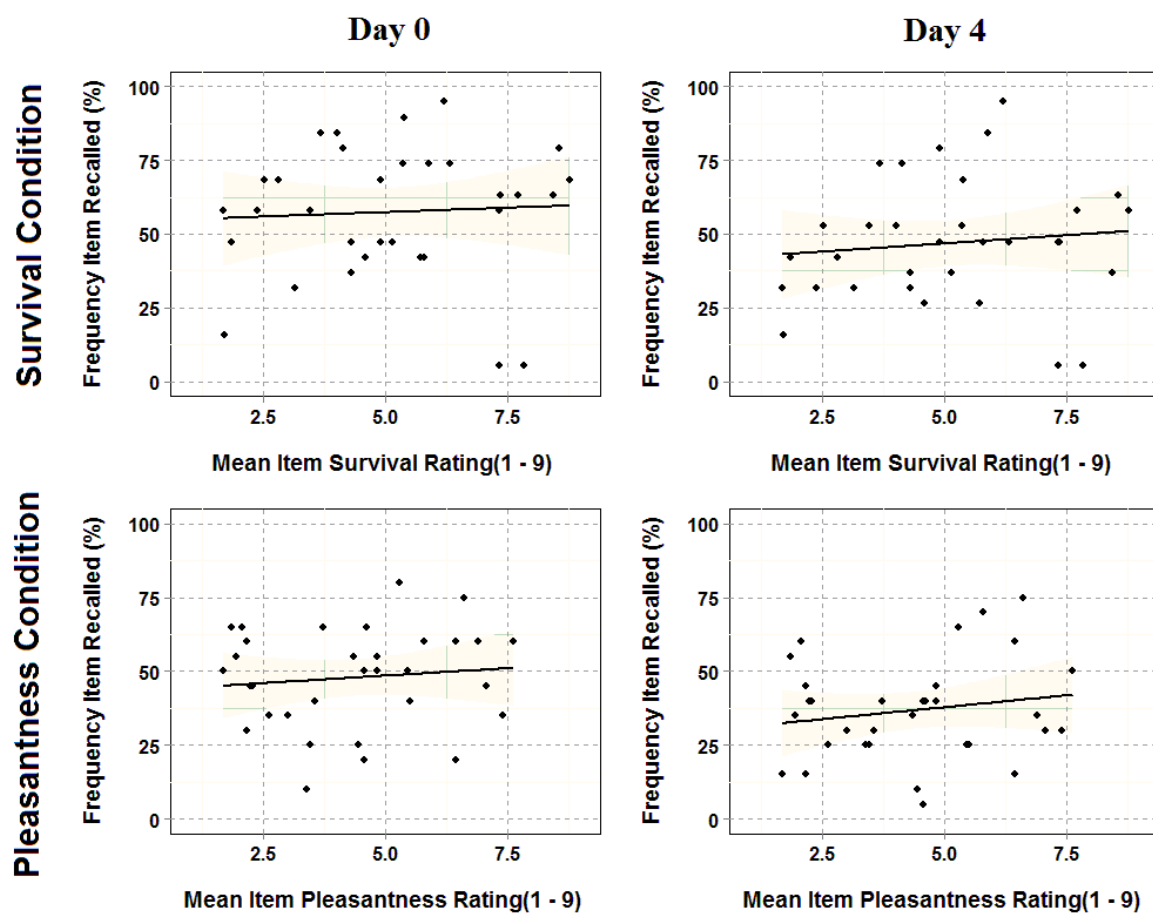 Day 0
Day 4
Survival Condition
Frequency Item Recalled (%)
100
75
50
25
0
2.5
5.0
7.5
Mean Item Survival Rating(1 - 9)
Frequency Item Recalled (%)
100
75
50
25
0
2.5
5.0
7.5
Mean Item Survival Rating(1 - 9)
Pleasantness Condition
Frequency Item Recalled (%)
100
75
50
25
0
2.5
5.0
7.5
Mean Item Pleasantness Rating(1 - 9)
Frequency Item Recalled (%)
100
75
50
25
0
2.5
5.0
7.5
Mean Item Pleasantness Rating(1 - 9)